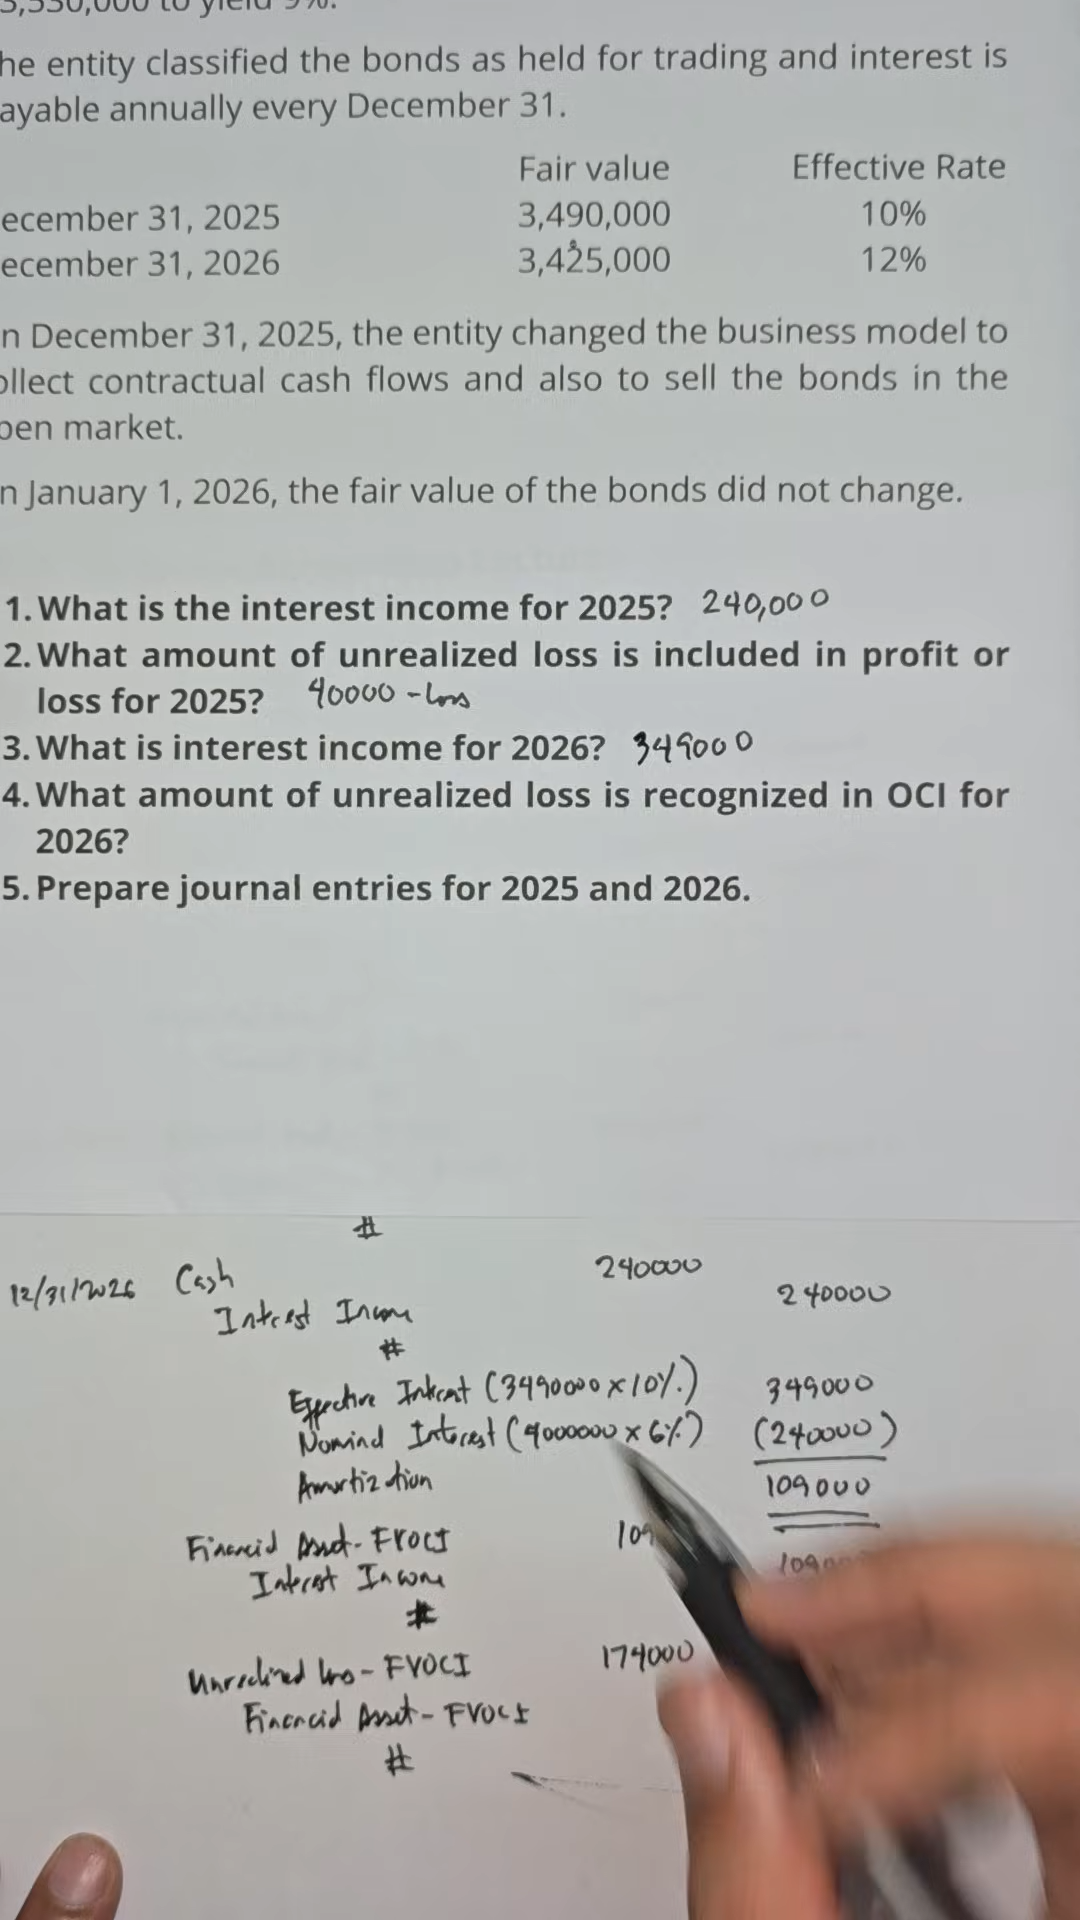 3,530,000 to yield 9%.
he entity classified the bonds as held for trading and interest is
ayable annually every December 31.
Fair value Effective Rate
ecember 31, 2025 3,490,000 10%
ecember 31, 2026 3,425,000 12%
n December 31, 2025, the entity changed the business model to
ollect contractual cash flows and also to sell the bonds in the
pen market.
n January 1, 2026, the fair value of the bonds did not change.
1. What is the interest income for 2025? 240,000
2. What amount of unrealized loss is included in profit or
loss for 2025? 40000 - loss
3. What is interest income for 2026? 349000
4. What amount of unrealized loss is recognized in OCI for
2026?
5. Prepare journal entries for 2025 and 2026.
#
12/31/2026 Cash 240000
Interest Income 240000
#
Effective Interest (3490000 x 10%) 349000
Nominal Interest (4000000 x 6%) (240000)
Amortization 109000
Financial Asset - FVOCI 109
Interest Income 1090
#
Unrealized loss - FVOCI 174000
Financial Asset - FVOCI
#